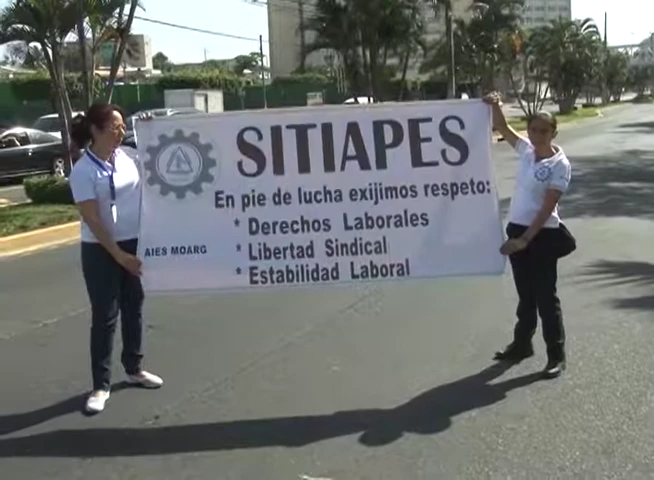 SITIAPES
En pie de lucha exijimos respeto:
* Derechos Laborales
* Libertad Sindical
* Estabilidad Laboral
AIES MOARG